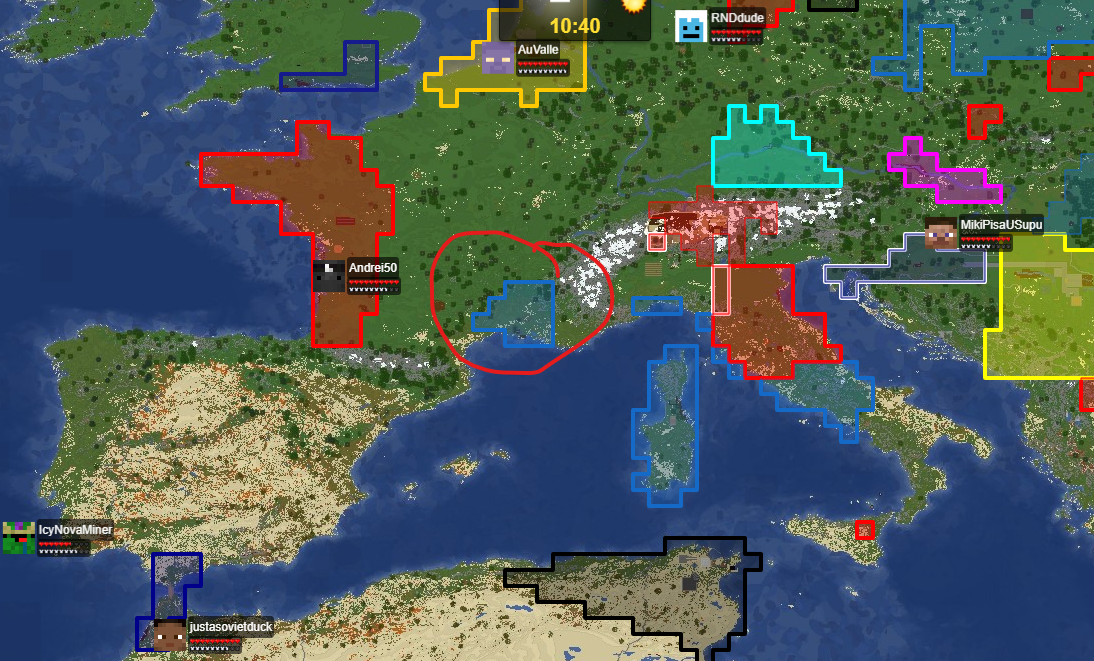 10:40
RNDdude
AuValle
MikiPisaUSupu
Andrei50
IcyNovaMiner
justasovietduck